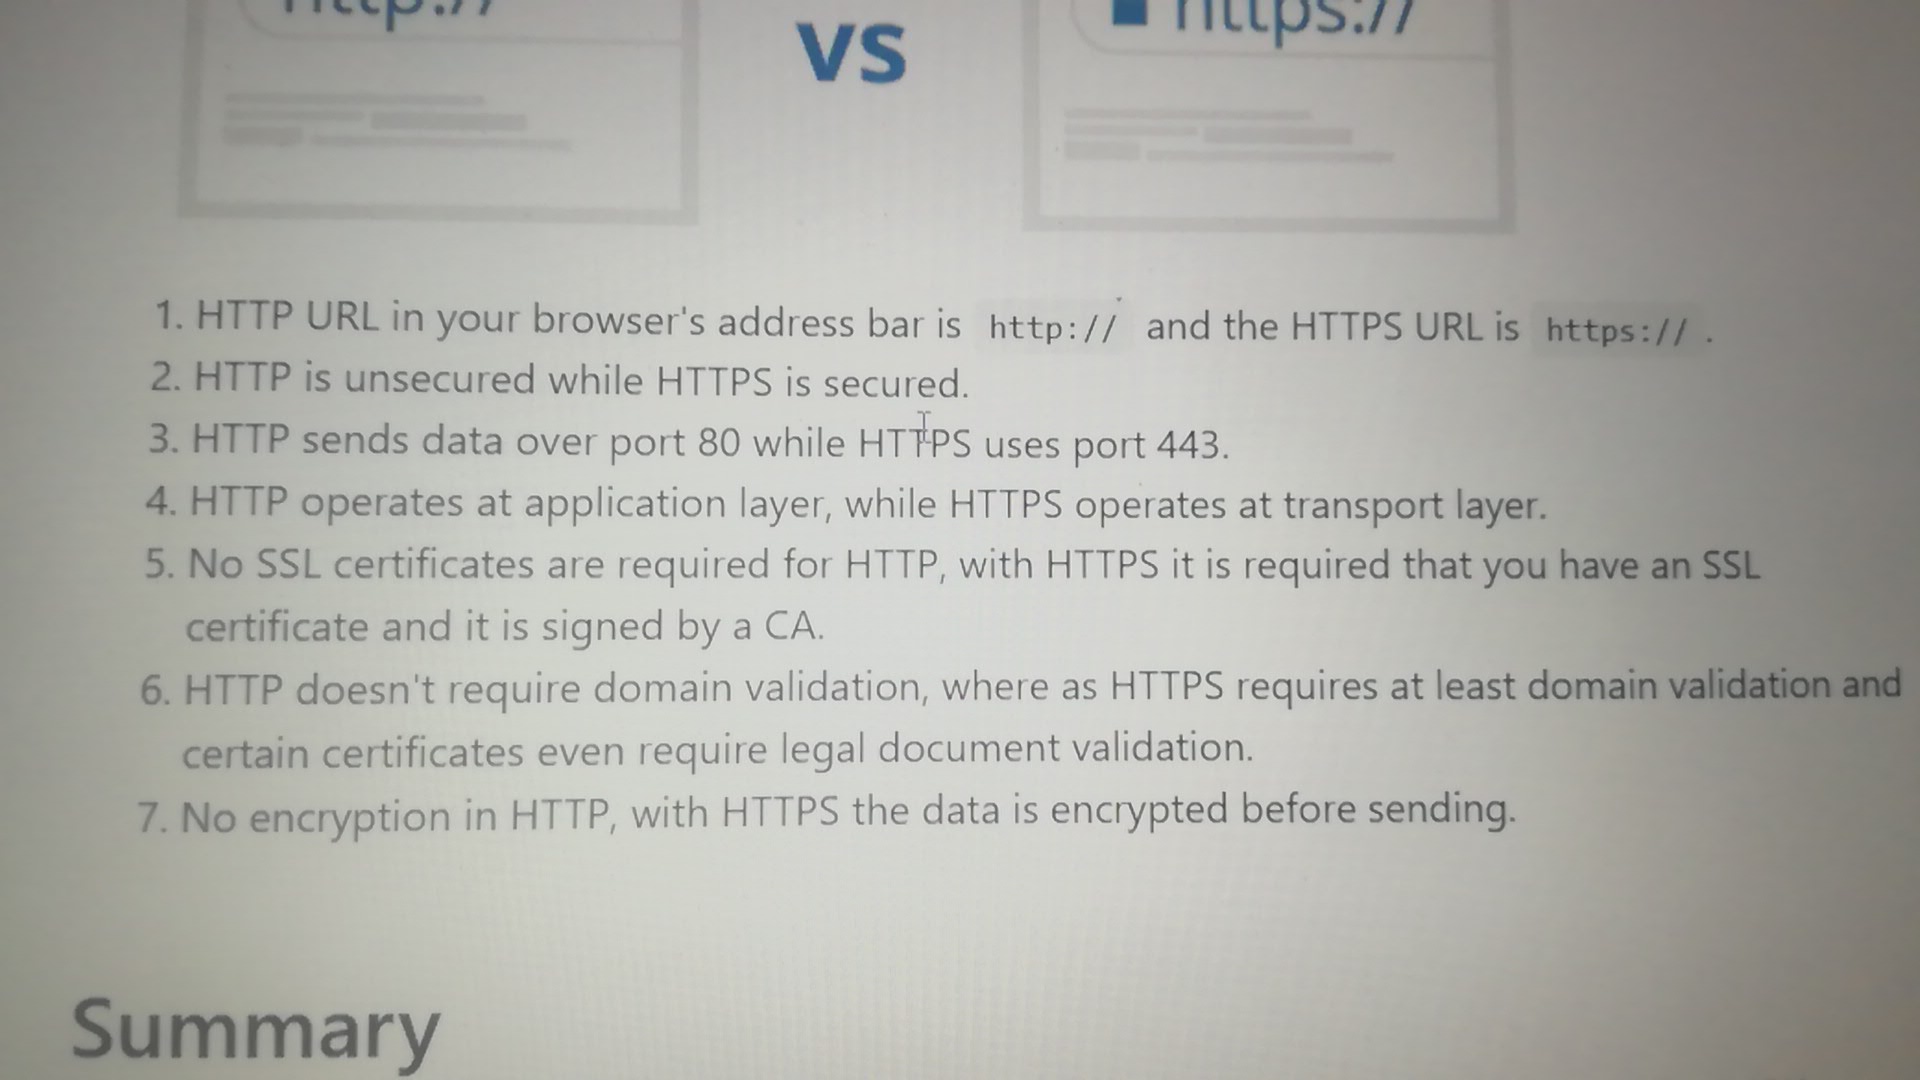 http://
vs
https://
1. HTTP URL in your browser's address bar is http:// and the HTTPS URL is https:// .
2. HTTP is unsecured while HTTPS is secured.
3. HTTP sends data over port 80 while HTTPS uses port 443.
4. HTTP operates at application layer, while HTTPS operates at transport layer.
5. No SSL certificates are required for HTTP, with HTTPS it is required that you have an SSL
certificate and it is signed by a CA.
6. HTTP doesn't require domain validation, where as HTTPS requires at least domain validation and
certain certificates even require legal document validation.
7. No encryption in HTTP, with HTTPS the data is encrypted before sending.
Summary